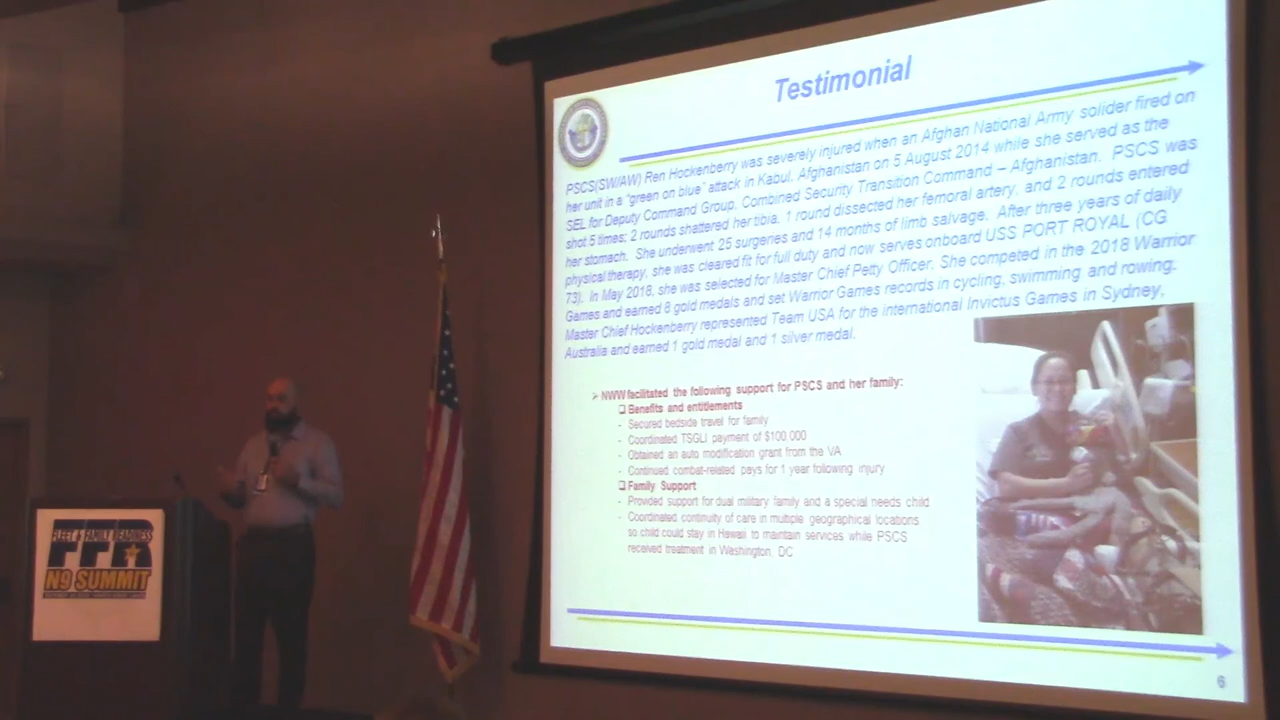 Testimonial
PSCS(SW/AW) Ren Hockenberry was severely injured when an Afghan National Army solider fired on
her unit in a "green on blue" attack in Kabul, Afghanistan on 5 August 2014 while she served as the
SEL for Deputy Command Group, Combined Security Transition Command – Afghanistan. PSCS was
shot 5 times; 2 rounds shattered her tibia, 1 round dissected her femoral artery, and 2 rounds entered
her stomach. She underwent 25 surgeries and 14 months of limb salvage. After three years of daily
physical therapy, she was cleared fit for full duty and now serves onboard USS PORT ROYAL (CG
73). In May 2018, she was selected for Master Chief Petty Officer. She competed in the 2018 Warrior
Games and earned 8 gold medals and set Warrior Games records in cycling, swimming and rowing.
Master Chief Hockenberry represented Team USA for the international Invictus Games in Sydney,
Australia and earned 1 gold medal and 1 silver medal.
➢ NWW facilitated the following support for PSCS and her family:
❑ Benefits and entitlements
- Secured bedside travel for family
- Coordinated TSGLI payment of $100,000
- Obtained an auto modification grant from the VA
- Continued combat-related pays for 1 year following injury
❑ Family Support
- Provided support for dual military family and a special needs child
- Coordinated continuity of care in multiple geographical locations
so child could stay in Hawaii to maintain services while PSCS
received treatment in Washington, DC
6
FLEET & FAMILY READINESS
FFR
N9 SUMMIT